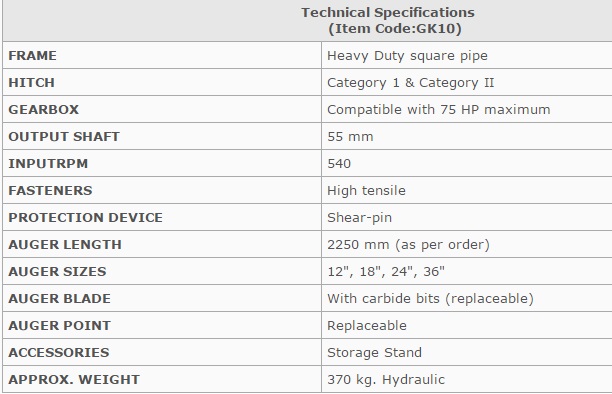 Technical Specifications
(Item Code:GK10)
FRAME Heavy Duty square pipe
HITCH Category 1 & Category II
GEARBOX Compatible with 75 HP maximum
OUTPUT SHAFT 55 mm
INPUTRPM 540
FASTENERS High tensile
PROTECTION DEVICE Shear-pin
AUGER LENGTH 2250 mm (as per order)
AUGER SIZES 12", 18", 24", 36"
AUGER BLADE With carbide bits (replaceable)
AUGER POINT Replaceable
ACCESSORIES Storage Stand
APPROX. WEIGHT 370 kg. Hydraulic